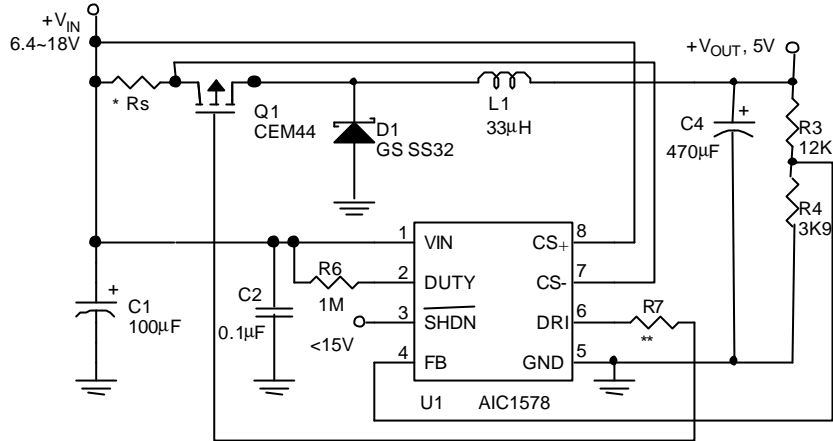 +VIN
6.4~18V
* Rs
Q1
CEM44
D1
GS SS32
L1
33µH
+VOUT, 5V
C4
+
470µF
R3
12K
R4
3K9
+
C1
100µF
C2
0.1µF
R6
1M
<15V
1
VIN
2
DUTY
3
SHDN
4
FB
CS+
8
CS-
7
DRI
6
GND
5
R7
**
U1 AIC1578